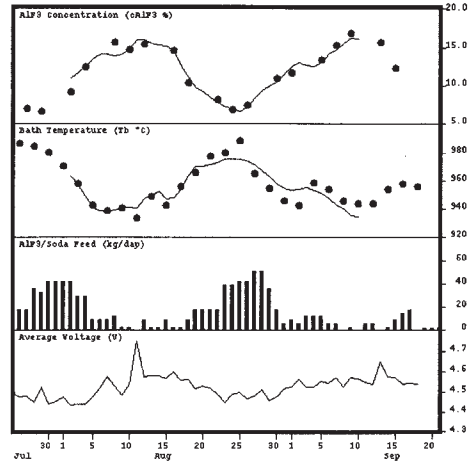 AlF3 Concentration (cAlF3 %)
20.0
15.0
10.0
5.0
Bath Temperature (Tb °C)
980
960
940
920
AlF3/Soda Feed (kg/day)
60
40
20
0
Average Voltage (V)
4.7
4.6
4.5
4.4
4.3
30 1 5 10 15 20 25 30 1 5 10 15 20
Jul Aug Sep